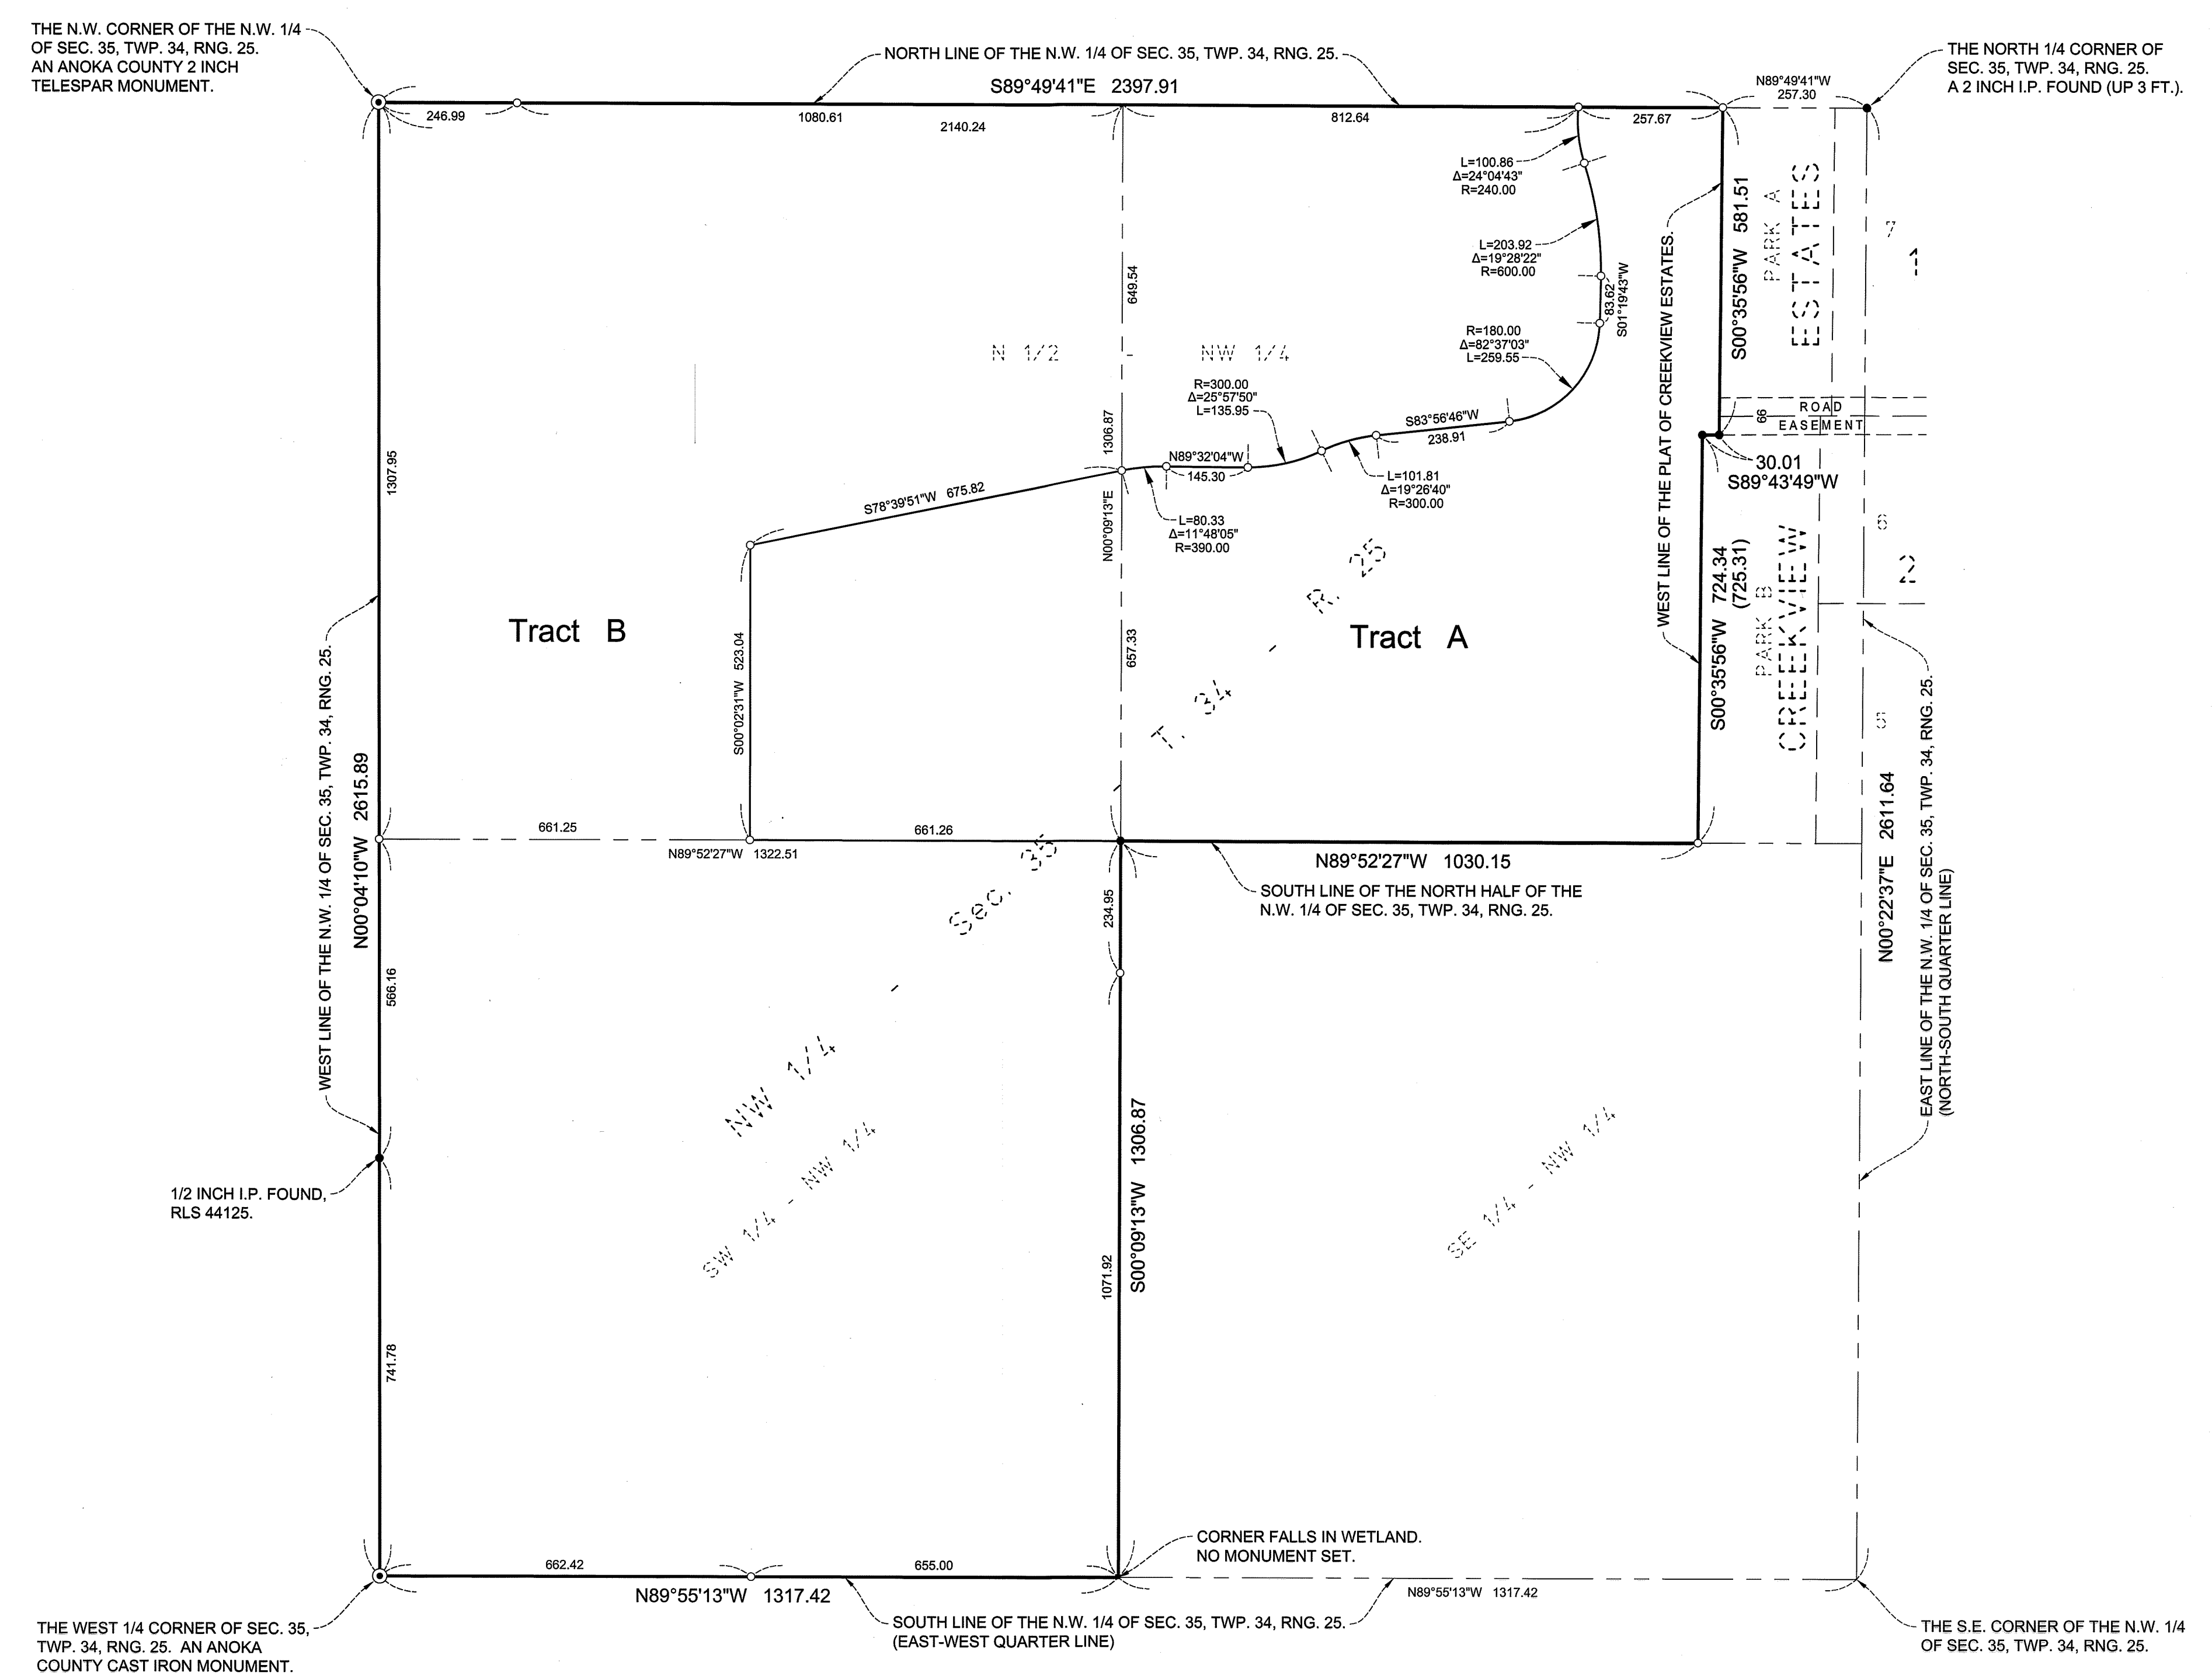 THE N.W. CORNER OF THE N.W. 1/4
OF SEC. 35, TWP. 34, RNG. 25.
AN ANOKA COUNTY 2 INCH
TELESPAR MONUMENT.
NORTH LINE OF THE N.W. 1/4 OF SEC. 35, TWP. 34, RNG. 25.
S89°49'41"E 2397.91
THE NORTH 1/4 CORNER OF
SEC. 35, TWP. 34, RNG. 25.
A 2 INCH I.P. FOUND (UP 3 FT.).
N89°49'41"W
257.30
246.99
1080.61
2140.24
812.64
257.67
L=100.86
Δ=24°04'43"
R=240.00
L=203.92
Δ=19°28'22"
R=600.00
83.62
S01°19'43"W
R=180.00
Δ=82°37'03"
L=259.55
WEST LINE OF THE PLAT OF CREEKVIEW ESTATES.
S00°35'56"W 581.51
PARK A
ESTATES
7
1
649.54
N 1/2 - NW 1/4
R=300.00
Δ=25°57'50"
L=135.95
S83°56'46"W
238.91
66
ROAD
EASEMENT
1307.95
1306.87
N00°09'13"E
N89°32'04"W
145.30
L=101.81
Δ=19°26'40"
R=300.00
30.01
S89°43'49"W
S78°39'51"W 675.82
L=80.33
Δ=11°48'05"
R=390.00
6
2
S00°35'56"W 724.34
(725.31)
PARK B
CREEKVIEW
5
Tract B
Tract A
S00°02'31"W 523.04
657.33
T. 34 - R. 25
WEST LINE OF THE N.W. 1/4 OF SEC. 35, TWP. 34, RNG. 25.
N00°04'10"W 2615.89
661.25
661.26
N89°52'27"W 1322.51
N89°52'27"W 1030.15
SOUTH LINE OF THE NORTH HALF OF THE
N.W. 1/4 OF SEC. 35, TWP. 34, RNG. 25.
N00°22'37"E 2611.64
EAST LINE OF THE N.W. 1/4 OF SEC. 35, TWP. 34, RNG. 25.
(NORTH-SOUTH QUARTER LINE)
234.95
566.16
NW 1/4 - Sec. 35 -
SW 1/4 - NW 1/4
SE 1/4 - NW 1/4
S00°09'13"W 1306.87
1/2 INCH I.P. FOUND,
RLS 44125.
1071.92
741.78
CORNER FALLS IN WETLAND.
NO MONUMENT SET.
662.42
655.00
N89°55'13"W 1317.42
N89°55'13"W 1317.42
SOUTH LINE OF THE N.W. 1/4 OF SEC. 35, TWP. 34, RNG. 25.
(EAST-WEST QUARTER LINE)
THE WEST 1/4 CORNER OF SEC. 35,
TWP. 34, RNG. 25. AN ANOKA
COUNTY CAST IRON MONUMENT.
THE S.E. CORNER OF THE N.W. 1/4
OF SEC. 35, TWP. 34, RNG. 25.